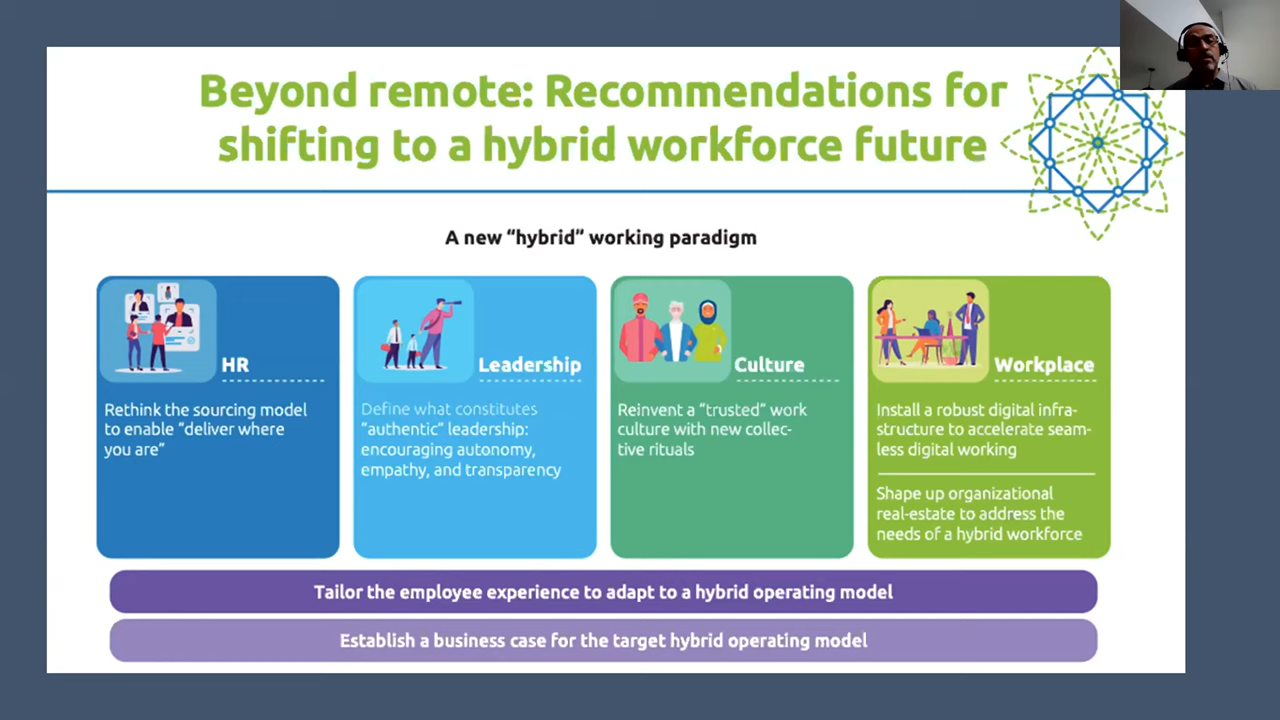 Beyond remote: Recommendations for
shifting to a hybrid workforce future
A new “hybrid” working paradigm
HR
Rethink the sourcing model
to enable “deliver where
you are”
Leadership
Define what constitutes
“authentic” leadership:
encouraging autonomy,
empathy, and transparency
Culture
Reinvent a “trusted” work
culture with new collec-
tive rituals
Workplace
Install a robust digital infra-
structure to accelerate seam-
less digital working
Shape up organizational
real-estate to address the
needs of a hybrid workforce
Tailor the employee experience to adapt to a hybrid operating model
Establish a business case for the target hybrid operating model